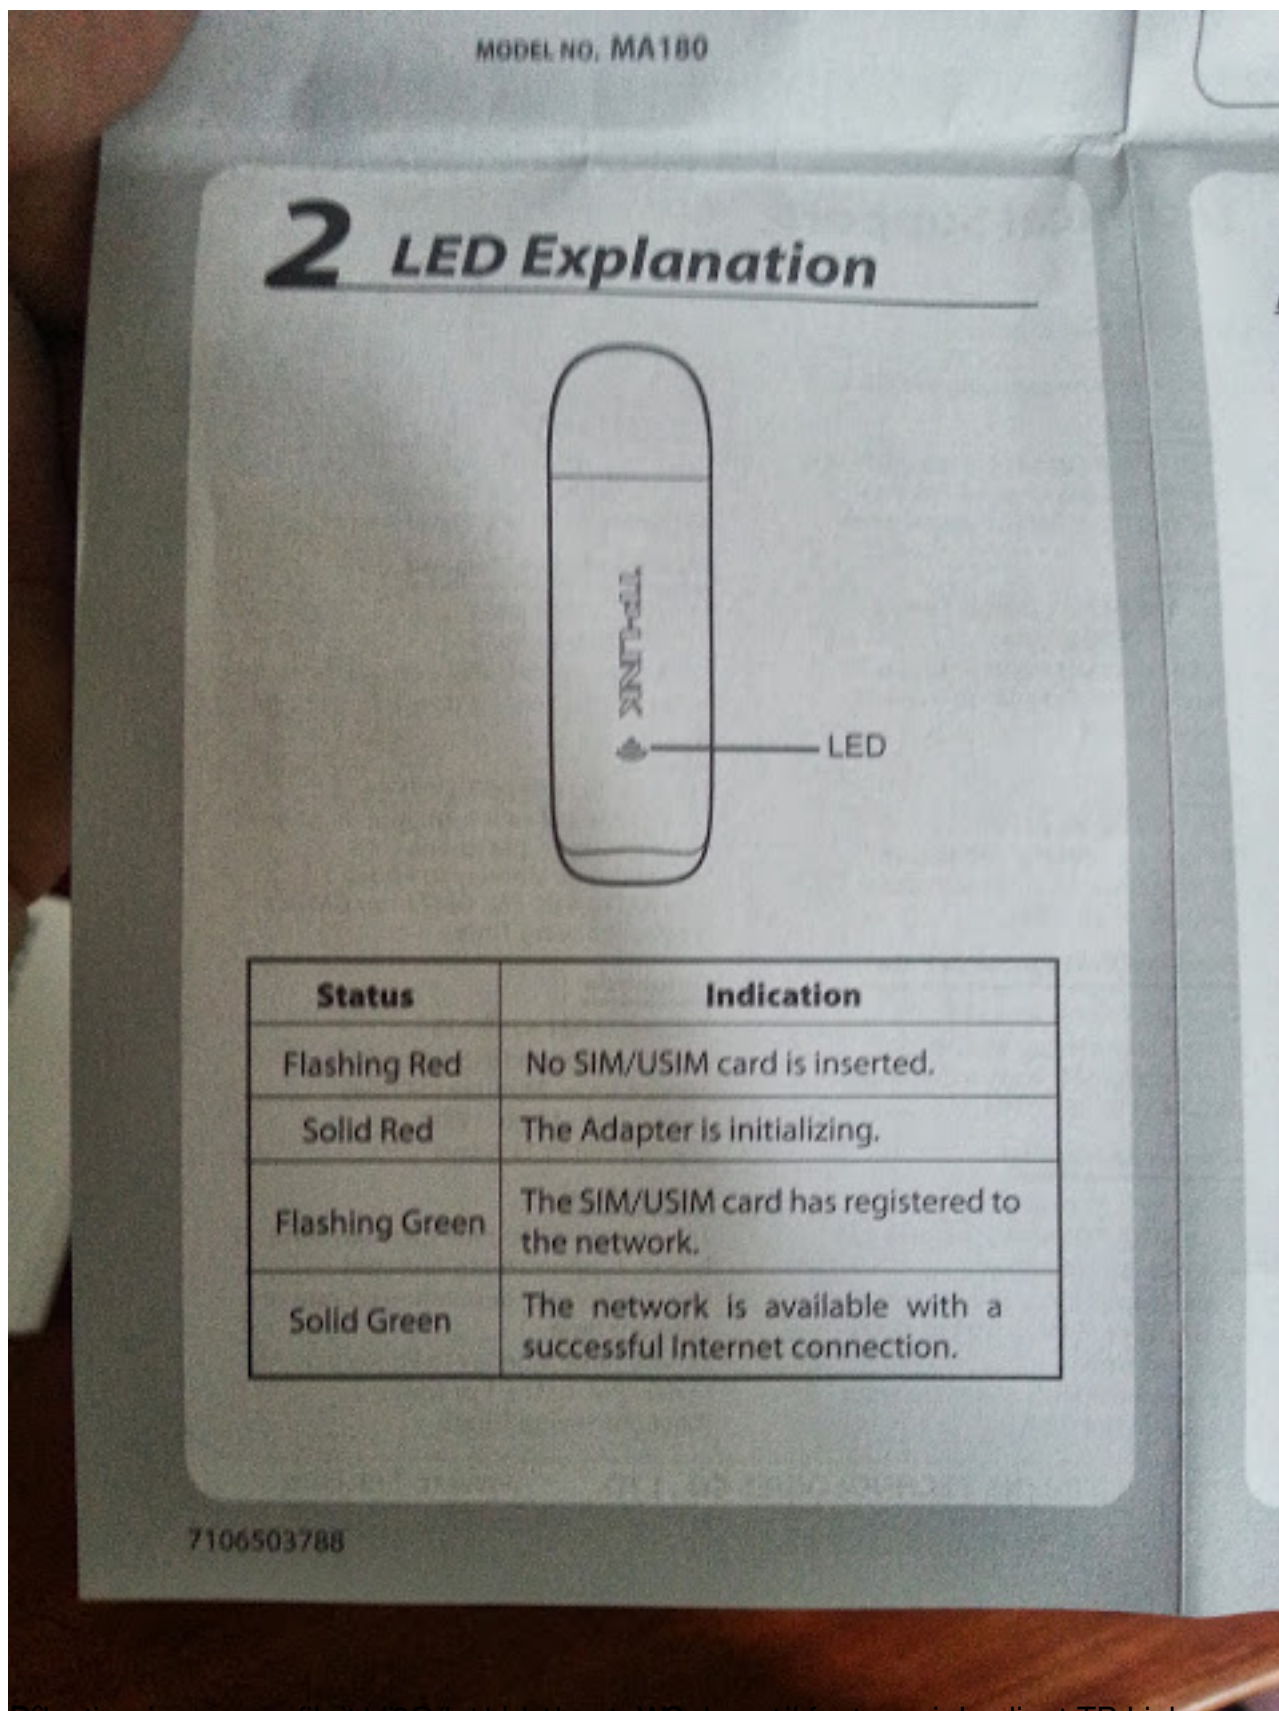 MODEL NO. MA180
2 LED Explanation
TP-LINK
LED
Status Indication
Flashing Red No SIM/USIM card is inserted.
Solid Red The Adapter is initializing.
Flashing Green The SIM/USIM card has registered to
the network.
Solid Green The network is available with a
successful Internet connection.
7106503788